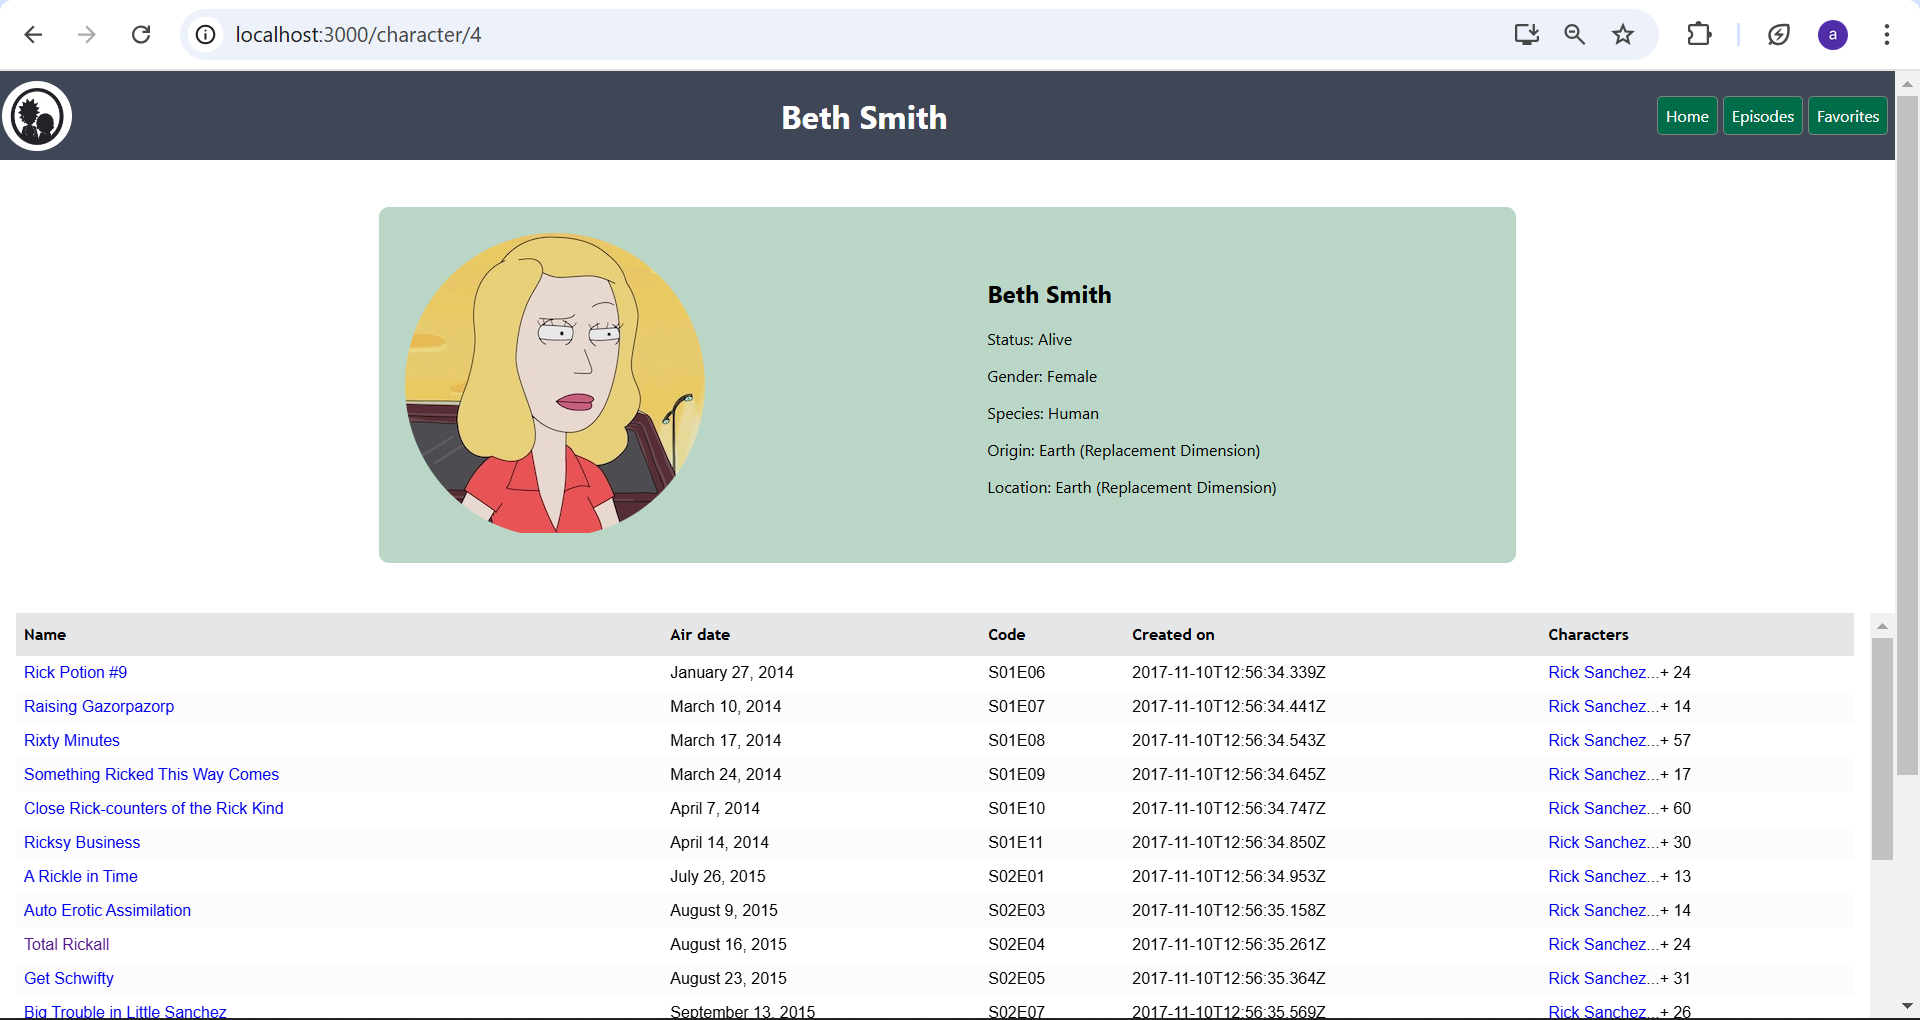 localhost:3000/character/4
a
Beth Smith
Home Episodes Favorites
Beth Smith
Status: Alive
Gender: Female
Species: Human
Origin: Earth (Replacement Dimension)
Location: Earth (Replacement Dimension)
Name Air date Code Created on Characters
Rick Potion #9 January 27, 2014 S01E06 2017-11-10T12:56:34.339Z Rick Sanchez...+ 24
Raising Gazorpazorp March 10, 2014 S01E07 2017-11-10T12:56:34.441Z Rick Sanchez...+ 14
Rixty Minutes March 17, 2014 S01E08 2017-11-10T12:56:34.543Z Rick Sanchez...+ 57
Something Ricked This Way Comes March 24, 2014 S01E09 2017-11-10T12:56:34.645Z Rick Sanchez...+ 17
Close Rick-counters of the Rick Kind April 7, 2014 S01E10 2017-11-10T12:56:34.747Z Rick Sanchez...+ 60
Ricksy Business April 14, 2014 S01E11 2017-11-10T12:56:34.850Z Rick Sanchez...+ 30
A Rickle in Time July 26, 2015 S02E01 2017-11-10T12:56:34.953Z Rick Sanchez...+ 13
Auto Erotic Assimilation August 9, 2015 S02E03 2017-11-10T12:56:35.158Z Rick Sanchez...+ 14
Total Rickall August 16, 2015 S02E04 2017-11-10T12:56:35.261Z Rick Sanchez...+ 24
Get Schwifty August 23, 2015 S02E05 2017-11-10T12:56:35.364Z Rick Sanchez...+ 31
Big Trouble in Little Sanchez September 13, 2015 S02E07 2017-11-10T12:56:35.569Z Rick Sanchez...+ 26